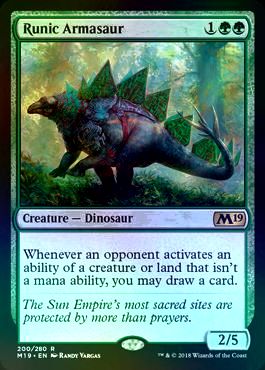 Runic Armasaur 1
Creature — Dinosaur M19
Whenever an opponent activates an
ability of a creature or land that isn't
a mana ability, you may draw a card.
The Sun Empire's most sacred sites are
protected by more than prayers.
2/5
200/280 R
M19 • EN RANDY VARGAS ™ & © 2018 Wizards of the Coast